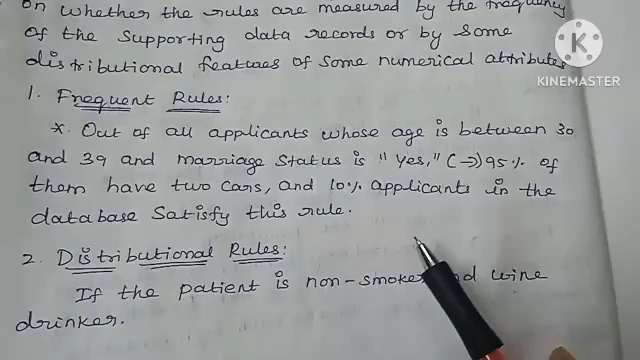 on whether the rules are measured by the frequency
of the supporting data records or by some
distributional features of some numerical attributes
KINEMASTER
1. Frequent Rules:
* Out of all applicants whose age is between 30
and 39 and marriage status is "yes," (→) 95% of
them have two cars, and 10% applicants in the
database satisfy this rule.
2. Distributional Rules:
If the patient is non-smoker and wine
drinker.